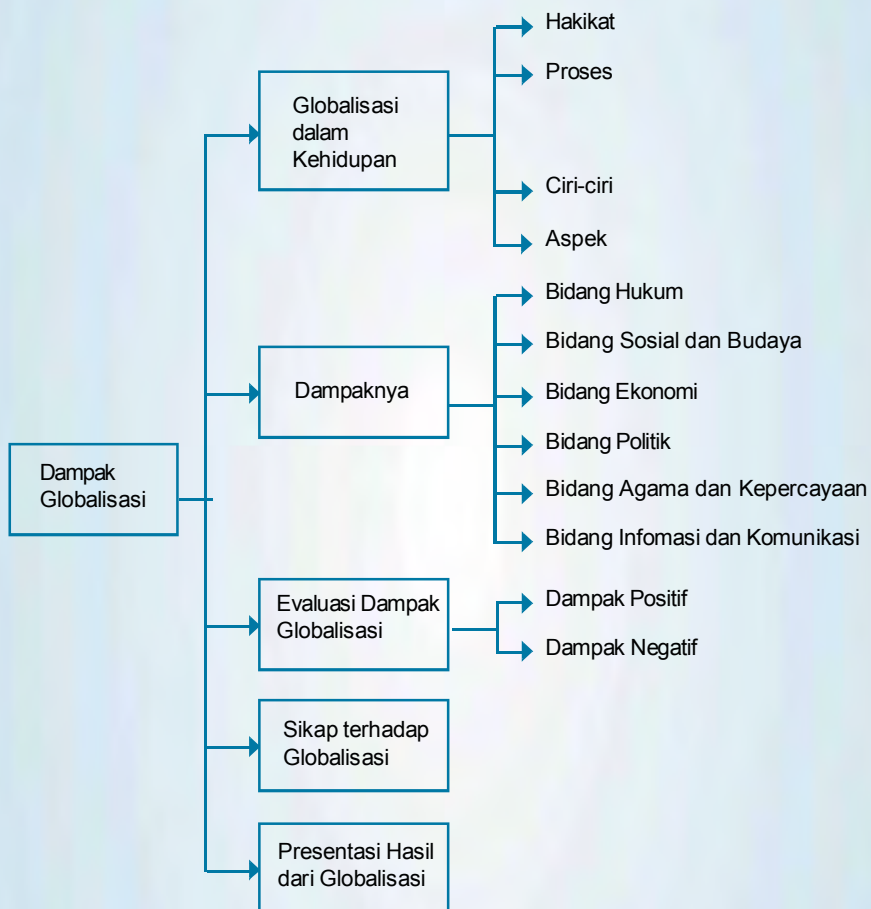 Dampak
Globalisasi
Globalisasi
dalam
Kehidupan
Hakikat
Proses
Ciri-ciri
Aspek
Dampaknya
Bidang Hukum
Bidang Sosial dan Budaya
Bidang Ekonomi
Bidang Politik
Bidang Agama dan Kepercayaan
Bidang Infomasi dan Komunikasi
Evaluasi Dampak
Globalisasi
Dampak Positif
Dampak Negatif
Sikap terhadap
Globalisasi
Presentasi Hasil
dari Globalisasi